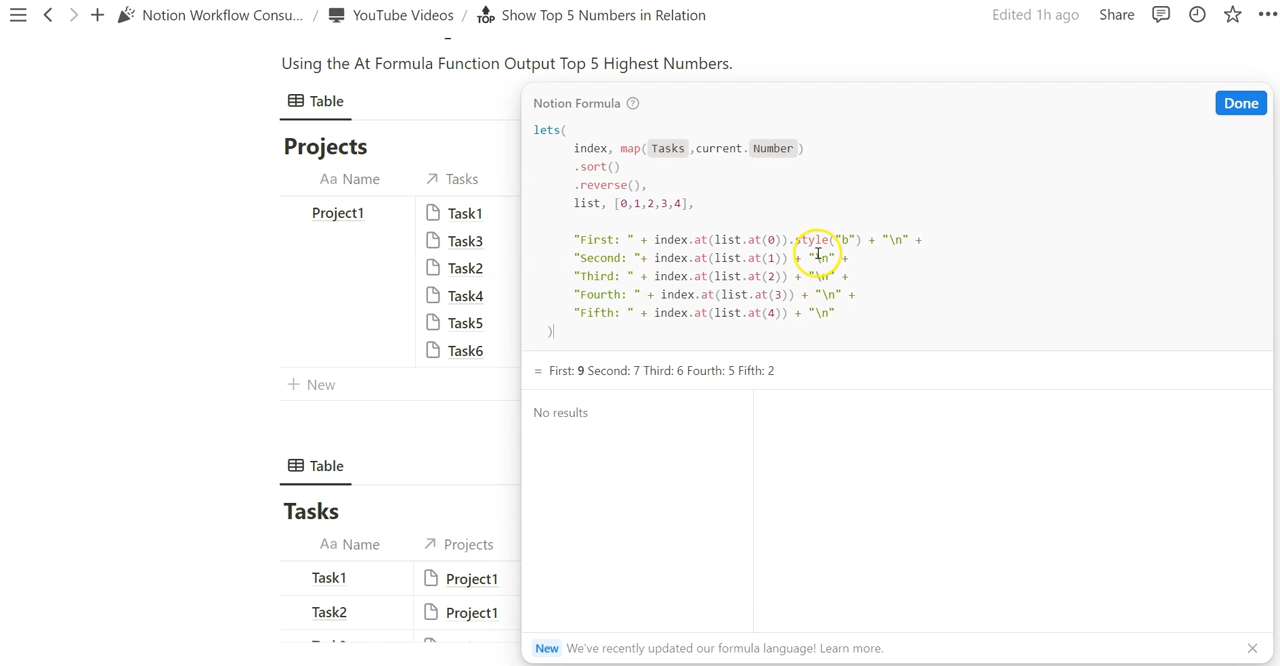 Notion Workflow Consu... / YouTube Videos / TOP Show Top 5 Numbers in Relation Edited 1h ago Share
Using the At Formula Function Output Top 5 Highest Numbers.
Table
Projects
Aa Name Tasks
Project1 Task1
Task3
Task2
Task4
Task5
Task6
+ New
Table
Tasks
Aa Name Projects
Task1 Project1
Task2 Project1
Notion Formula ? Done
lets(
index, map(Tasks,current.Number)
.sort()
.reverse(),
list, [0,1,2,3,4],
"First: " + index.at(list.at(0)).style("b") + "\n" +
"Second: "+ index.at(list.at(1)) + "\n" +
"Third: " + index.at(list.at(2)) + "\n" +
"Fourth: " + index.at(list.at(3)) + "\n" +
"Fifth: " + index.at(list.at(4)) + "\n"
)
= First: 9 Second: 7 Third: 6 Fourth: 5 Fifth: 2
No results
New We've recently updated our formula language! Learn more.